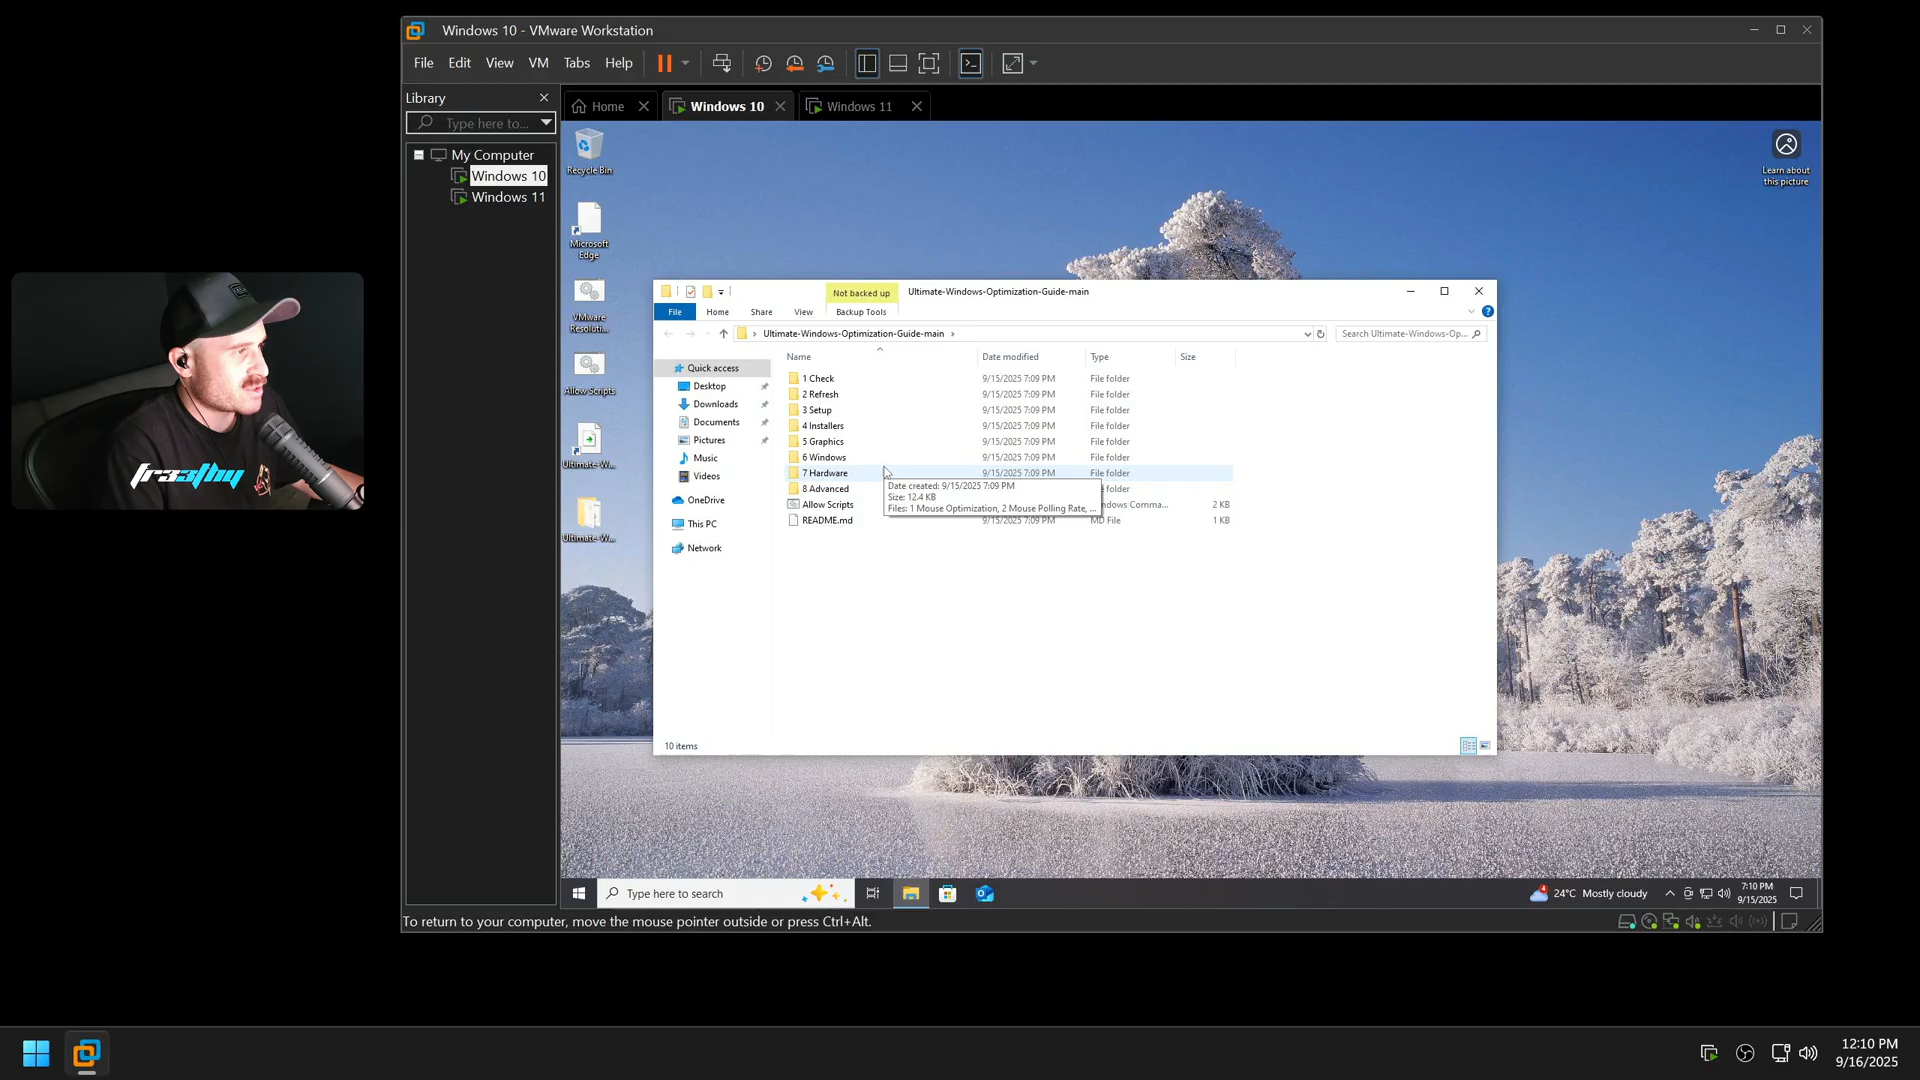 Windows 10 - VMware Workstation
File Edit View VM Tabs Help
Library
Type here to...
My Computer
Windows 10
Windows 11
Home
Windows 10
Windows 11
Recycle Bin
Microsoft
Edge
VMware
Resoluti...
Allow Scripts
Ultimate-W...
Ultimate-W...
Learn about
this picture
Not backed up
Ultimate-Windows-Optimization-Guide-main
File Home Share View Backup Tools
Ultimate-Windows-Optimization-Guide-main
Search Ultimate-Windows-Op...
Quick access
Desktop
Downloads
Documents
Pictures
Music
Videos
OneDrive
This PC
Network
Name Date modified Type Size
1 Check 9/15/2025 7:09 PM File folder
2 Refresh 9/15/2025 7:09 PM File folder
3 Setup 9/15/2025 7:09 PM File folder
4 Installers 9/15/2025 7:09 PM File folder
5 Graphics 9/15/2025 7:09 PM File folder
6 Windows 9/15/2025 7:09 PM File folder
7 Hardware 9/15/2025 7:09 PM File folder
8 Advanced folder
Allow Scripts Comma... 2 KB
README.md 9/15/2025 7:09 PM MD File 1 KB
Date created: 9/15/2025 7:09 PM
Size: 12.4 KB
Files: 1 Mouse Optimization, 2 Mouse Polling Rate, ...
10 items
fr33thy
Type here to search
4
24°C Mostly cloudy
7:10 PM
9/15/2025
To return to your computer, move the mouse pointer outside or press Ctrl+Alt.
12:10 PM
9/16/2025